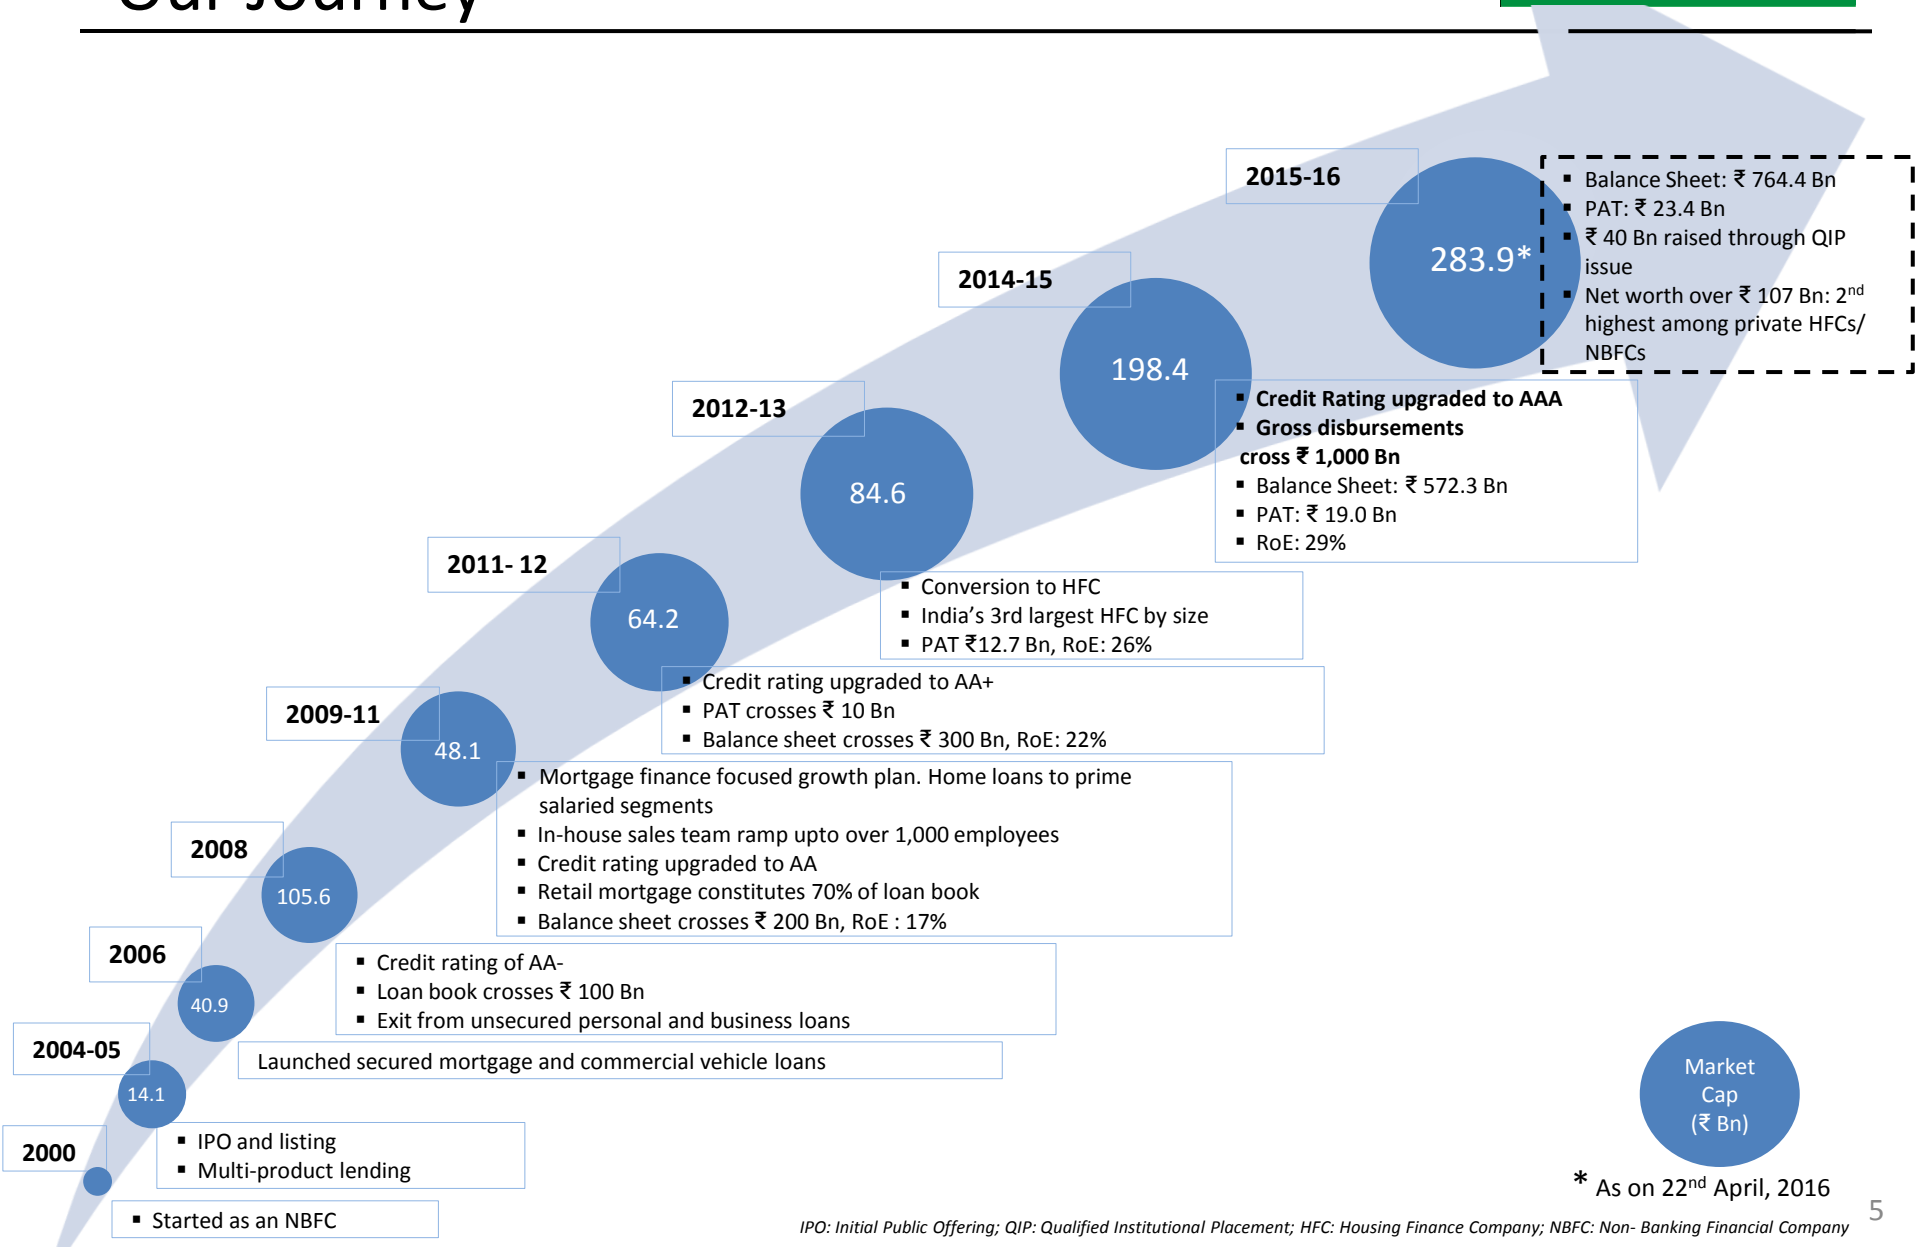 Our Journey
2015-16
283.9*
▪ Balance Sheet: ₹ 764.4 Bn
▪ PAT: ₹ 23.4 Bn
▪ ₹ 40 Bn raised through QIP
issue
▪ Net worth over ₹ 107 Bn: 2nd
highest among private HFCs/
NBFCs
2014-15
198.4
▪ Credit Rating upgraded to AAA
▪ Gross disbursements
cross ₹ 1,000 Bn
▪ Balance Sheet: ₹ 572.3 Bn
▪ PAT: ₹ 19.0 Bn
▪ RoE: 29%
2012-13
84.6
▪ Conversion to HFC
▪ India’s 3rd largest HFC by size
▪ PAT ₹12.7 Bn, RoE: 26%
2011- 12
64.2
▪ Credit rating upgraded to AA+
▪ PAT crosses ₹ 10 Bn
▪ Balance sheet crosses ₹ 300 Bn, RoE: 22%
2009-11
48.1
▪ Mortgage finance focused growth plan. Home loans to prime
salaried segments
▪ In-house sales team ramp upto over 1,000 employees
▪ Credit rating upgraded to AA
▪ Retail mortgage constitutes 70% of loan book
▪ Balance sheet crosses ₹ 200 Bn, RoE : 17%
2008
105.6
▪ Credit rating of AA-
▪ Loan book crosses ₹ 100 Bn
▪ Exit from unsecured personal and business loans
2006
40.9
Launched secured mortgage and commercial vehicle loans
2004-05
14.1
▪ IPO and listing
▪ Multi-product lending
2000
▪ Started as an NBFC
Market
Cap
(₹ Bn)
* As on 22nd April, 2016
IPO: Initial Public Offering; QIP: Qualified Institutional Placement; HFC: Housing Finance Company; NBFC: Non- Banking Financial Company
5